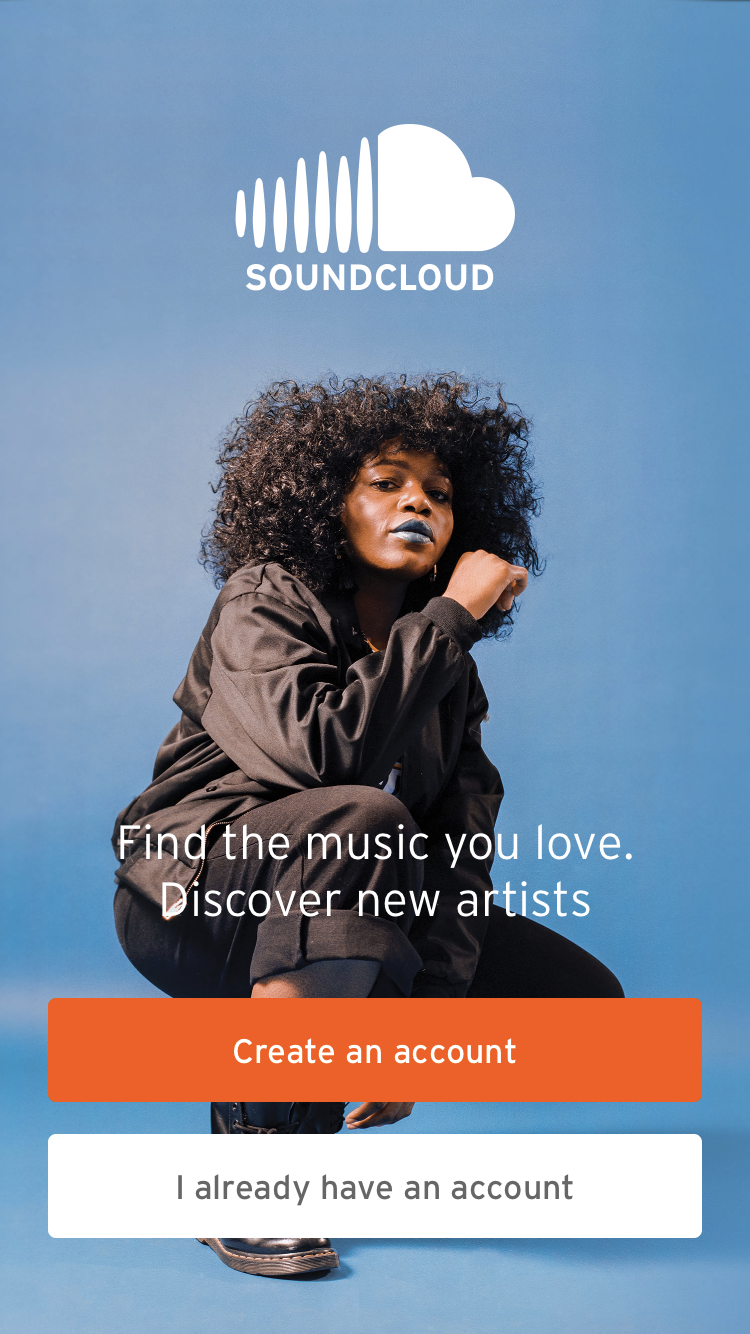 SOUNDCLOUD
Find the music you love.
Discover new artists
Create an account
I already have an account